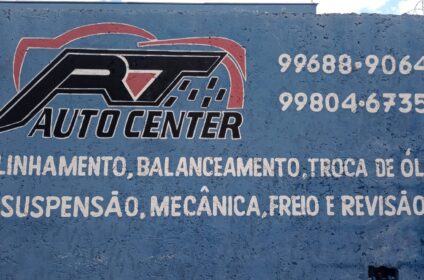 RT
AUTO CENTER
99688-9064
99804-6735
LINHAMENTO, BALANCEAMENTO, TROCA DE ÓL
SUSPENSÃO, MECÂNICA, FREIO E REVISÃO